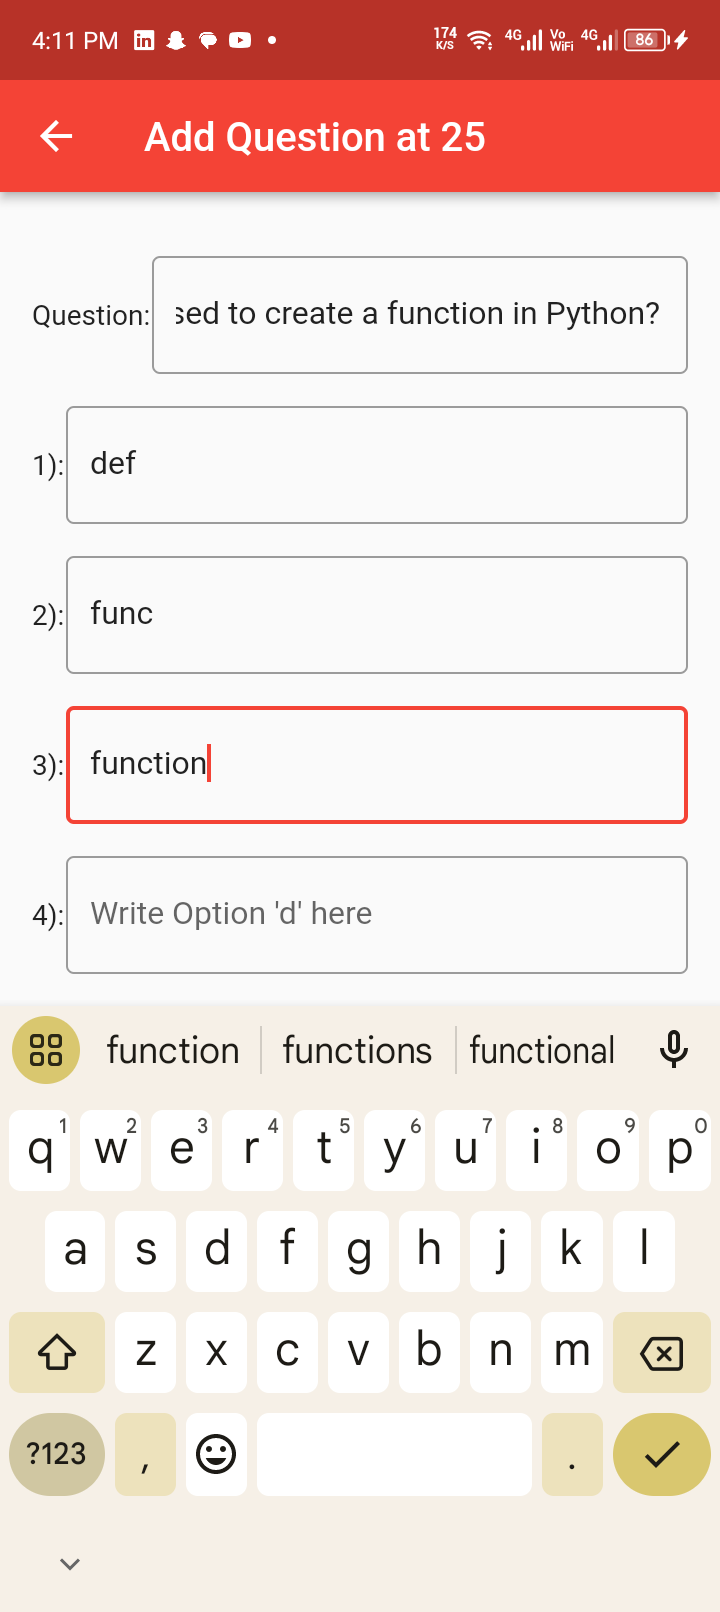 4:11 PM in 174 K/S 4G Vo WiFi 4G 86
Add Question at 25
Question: sed to create a function in Python?
1): def
2): func
3): function
4): Write Option 'd' here
function functions functional
q1 w2 e3 r4 t5 y6 u7 i8 o9 p0
a s d f g h j k l
z x c v b n m
?123 , .